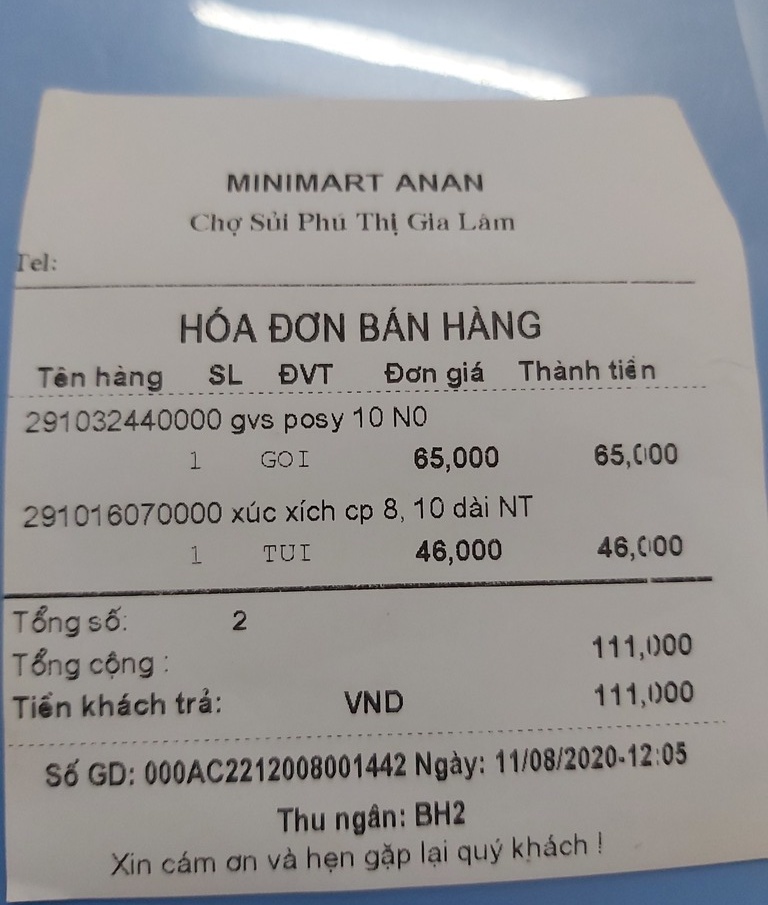 MINIMART ANAN
Chợ Sủi Phú Thị Gia Lâm
Tel:
HÓA ĐƠN BÁN HÀNG
Tên hàng SL ĐVT Đơn giá Thành tiền
291032440000 gvs posy 10 N0
1 GOI 65,000 65,000
291016070000 xúc xích cp 8, 10 dài NT
1 TUI 46,000 46,000
Tổng số: 2
Tổng cộng : 111,000
Tiền khách trả: VND 111,000
Số GD: 000AC2212008001442 Ngày: 11/08/2020-12:05
Thu ngân: BH2
Xin cám ơn và hẹn gặp lại quý khách !